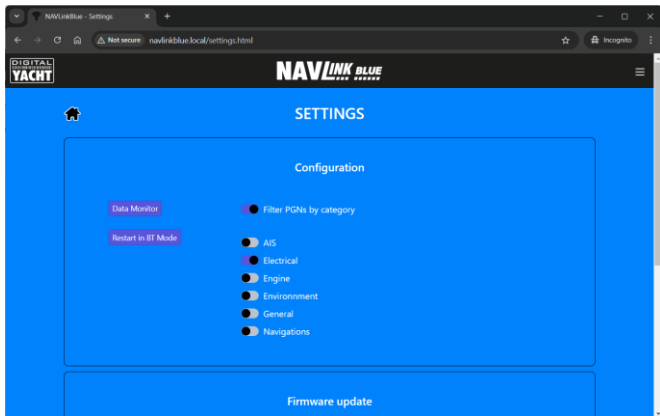 NAVLinkBlue - Settings
Not secure navlinkblue.local/settings.html Incognito
DIGITAL
YACHT
NAVLINK BLUE
SETTINGS
Configuration
Data Monitor
Filter PGNs by category
Restart in BT Mode
AIS
Electrical
Engine
Environnment
General
Navigations
Firmware update